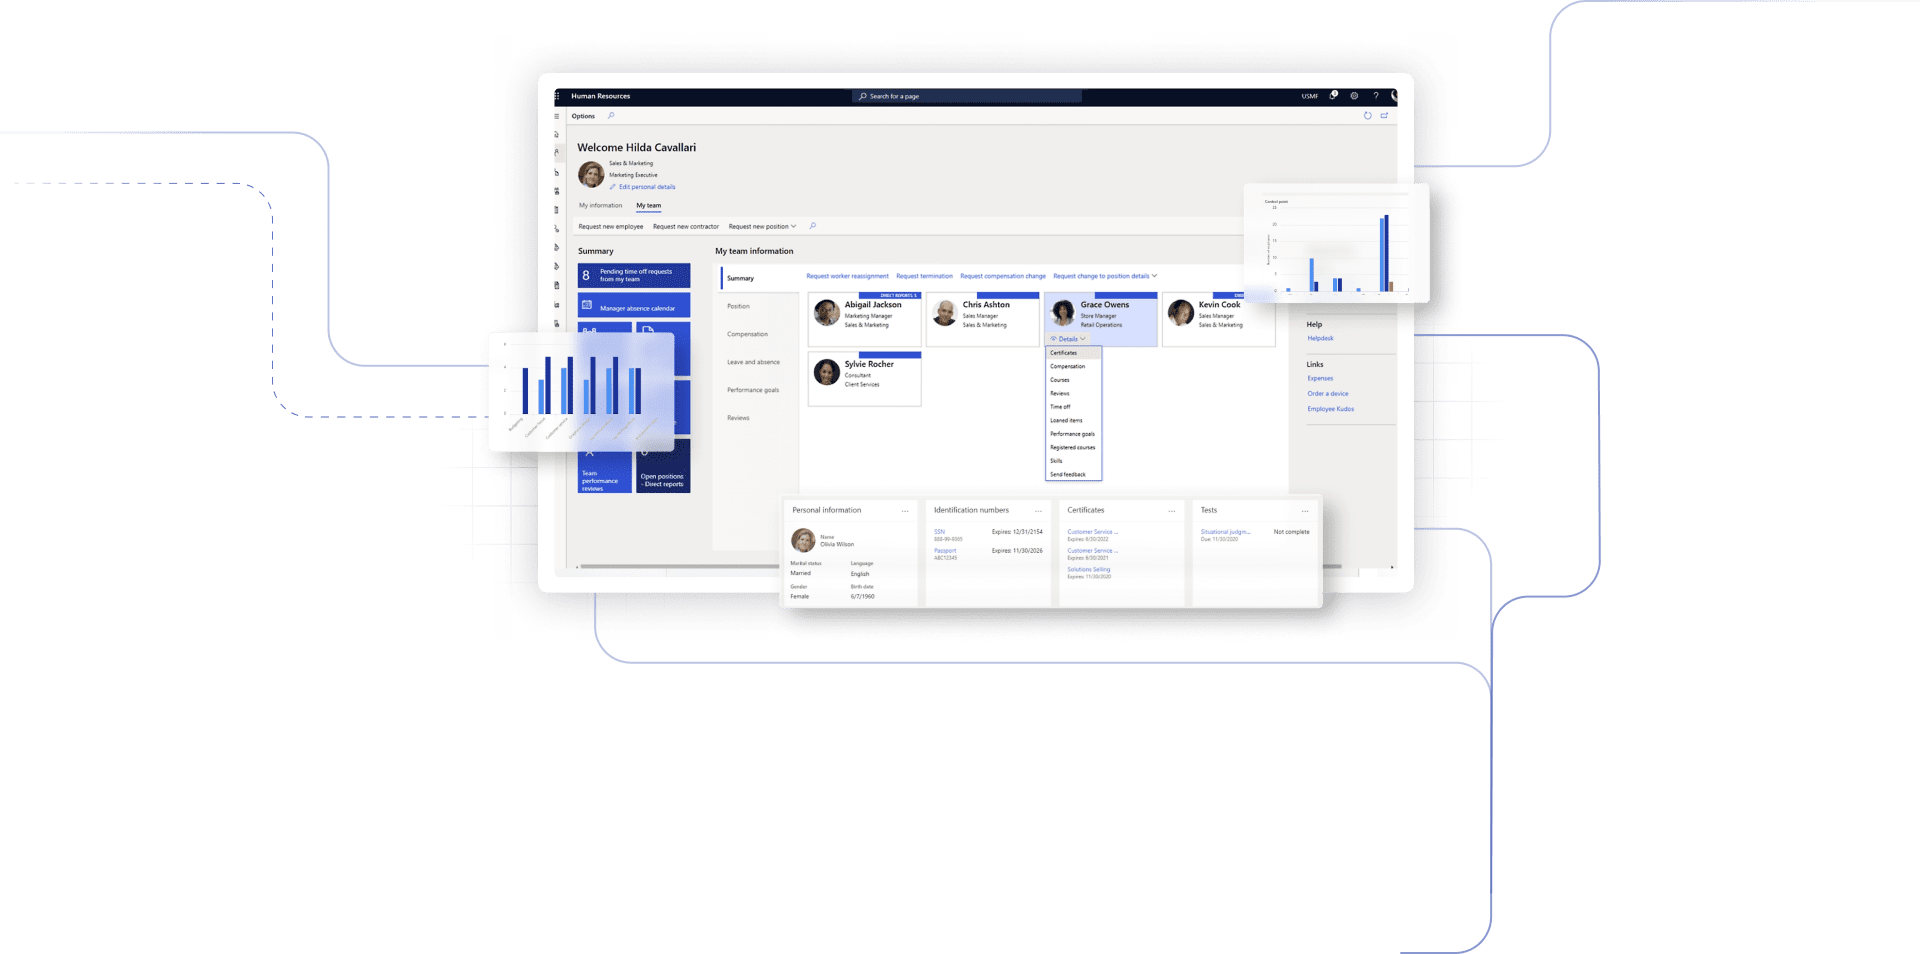 Human Resources
Search for a page
USMF
?
Options
Welcome Hilda Cavallari
Sales & Marketing
Marketing Executive
Edit personal details
My information
My team
Request new employee
Request new contractor
Request new position
Summary
8
Pending time off requests
from my team
Manager absence calendar
Team
performance
reviews
Open positions
- Direct reports
My team information
Summary
Position
Compensation
Leave and absence
Performance goals
Reviews
Request worker reassignment
Request termination
Request compensation change
Request change to position details
DIRECT REPORTS: 5
Abigail Jackson
Marketing Manager
Sales & Marketing
Chris Ashton
Sales Manager
Sales & Marketing
Grace Owens
Store Manager
Retail Operations
Kevin Cook
Sales Manager
Sales & Marketing
Sylvie Rocher
Consultant
Client Services
Details
Certificates
Compensation
Courses
Reviews
Time off
Loaned items
Performance goals
Registered courses
Skills
Send feedback
Help
Helpdesk
Links
Expenses
Order a device
Employee Kudos
Personal information
Name
Olivia Wilson
Marital status
Married
Language
English
Gender
Female
Birth date
6/7/1960
Identification numbers
SSN
Expires: 12/31/2154
Passport
Expires: 11/30/2026
ABC12345
Certificates
Customer Service ...
Expires: 6/30/2022
Customer Service ...
Expires: 6/30/2021
Solutions Selling
Expires: 11/30/2020
Tests
Situational judgm...
Not complete
Due: 11/30/2020